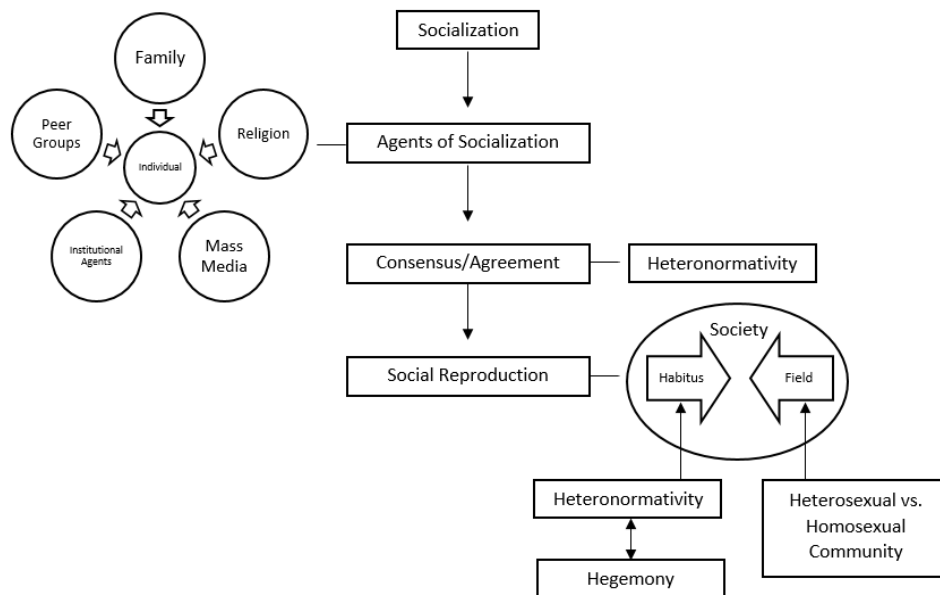 Socialization
Family
Peer
Groups
Religion
Individual
Institutional
Agents
Mass
Media
Agents of Socialization
Consensus/Agreement
Heteronormativity
Social Reproduction
Society
Habitus
Field
Heteronormativity
Heterosexual vs.
Homosexual
Community
Hegemony